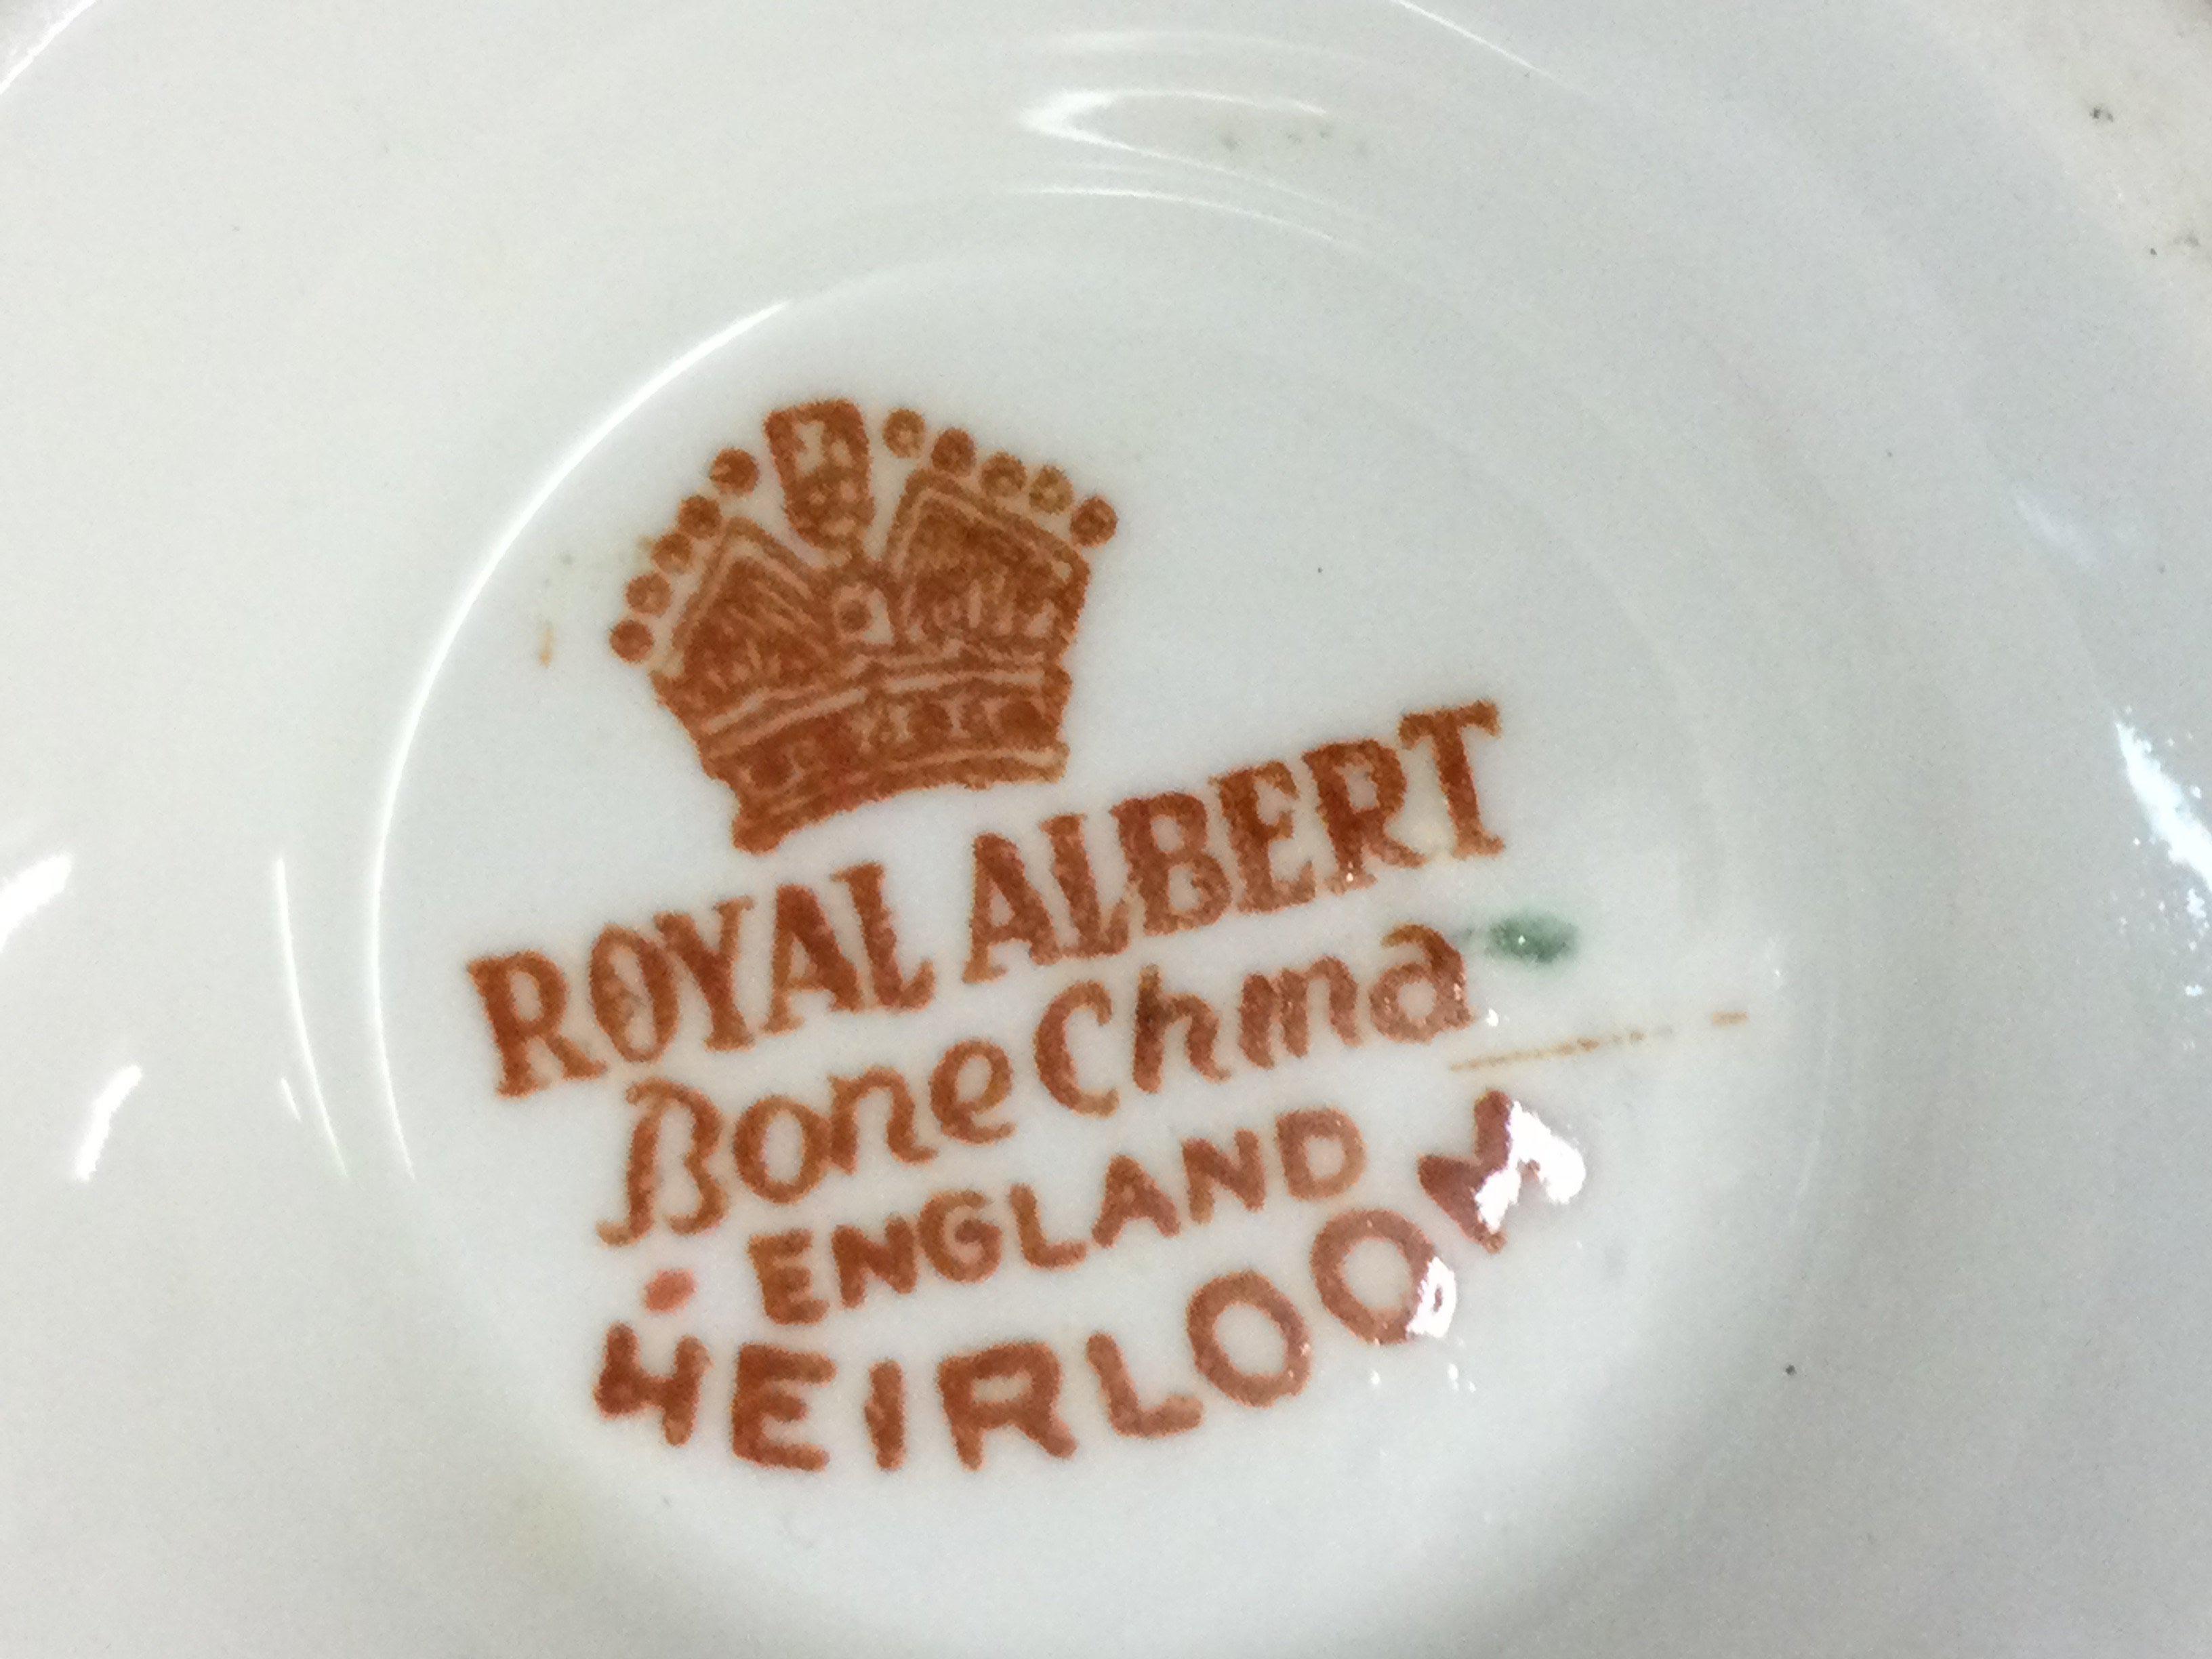 ROYAL ALBERT
Bone China
ENGLAND
HEIRLOOM